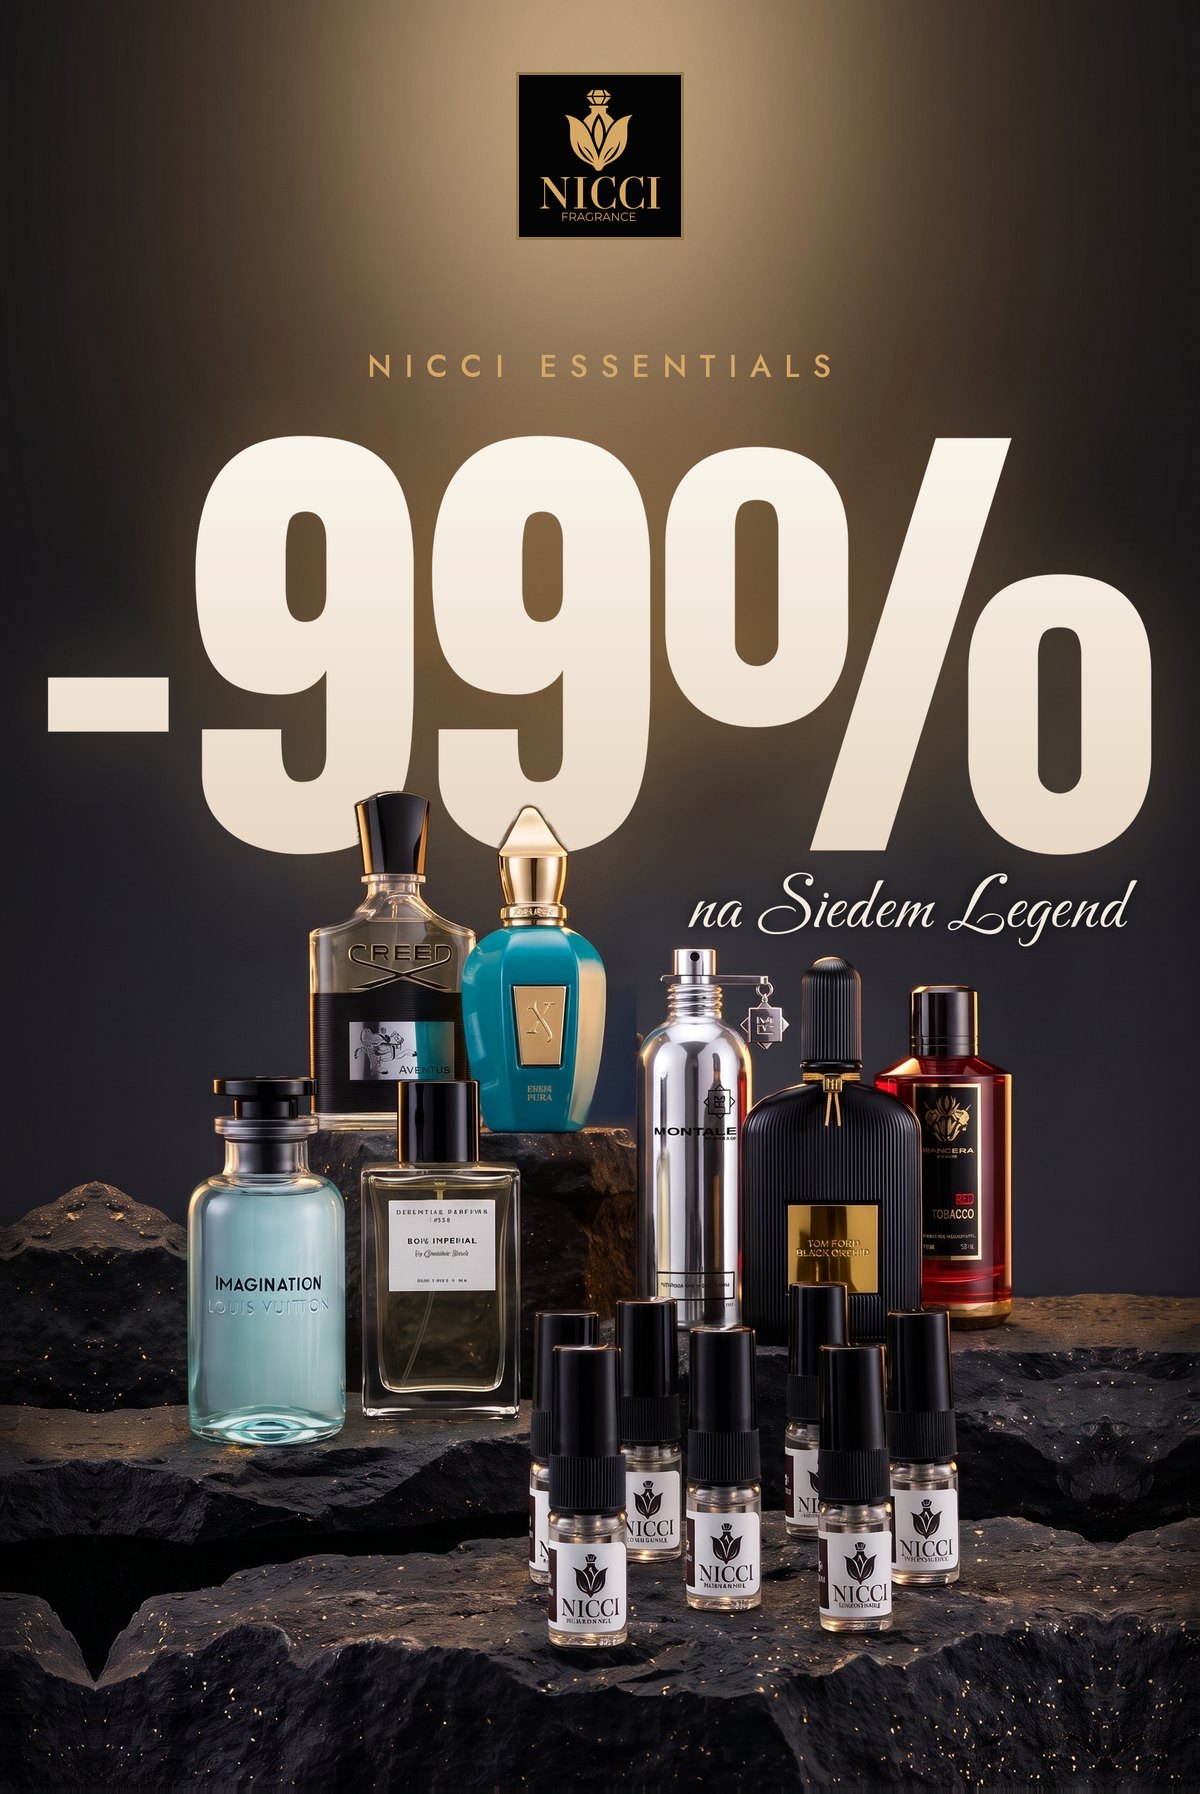 NICCI
FRAGRANCE
NICCI ESSENTIALS
-99%
na Siedem Legend
CREED
AVENTUS
X
PURA
IMAGINATION
LOUIS VUITTON
BOIS IMPERIAL
MONTALE
TOM FORD
BLACK ORCHID
MANCERA
RED
TOBACCO
NICCI
NICCI
NICCI
NICCI
NICCI